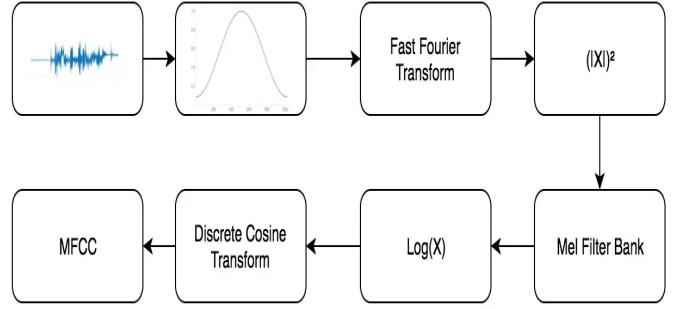 Fast Fourier
Transform
(|X|)²
MFCC
Discrete Cosine
Transform
Log(X)
Mel Filter Bank